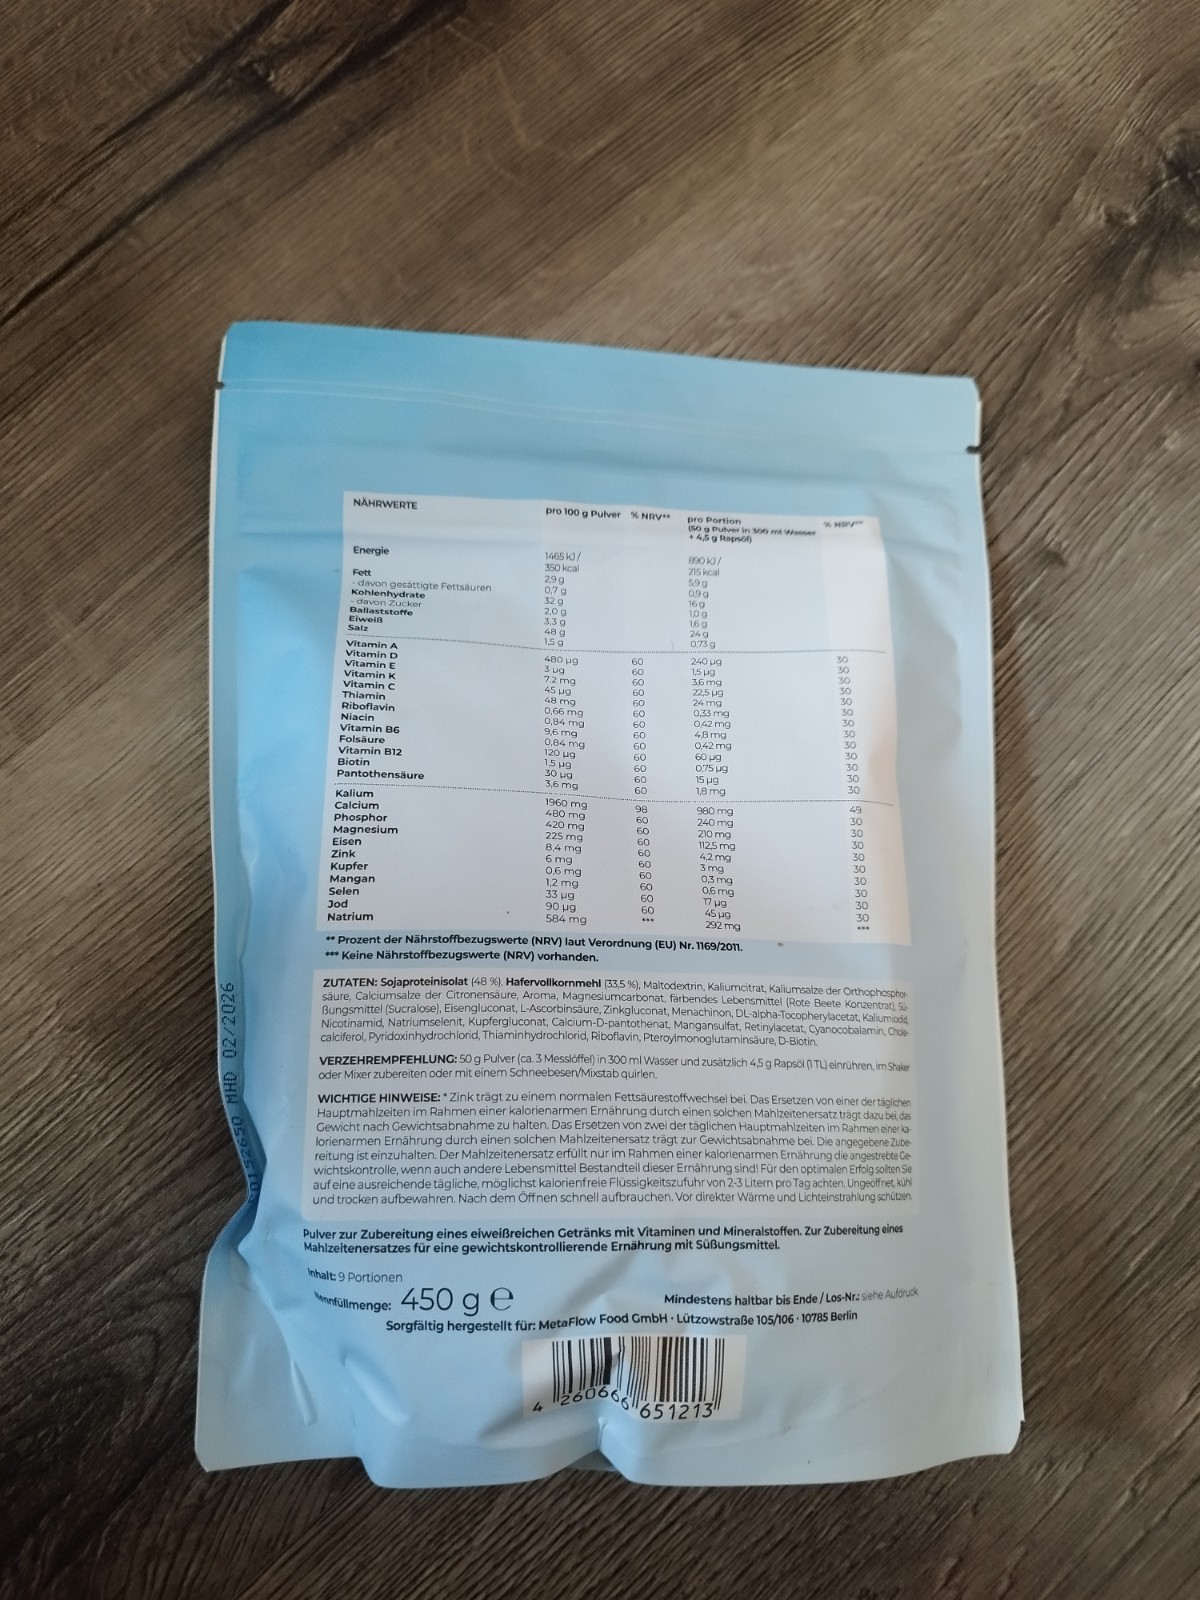 NÄHRWERTE pro 100 g Pulver % NRV** pro Portion % NRV**
(50 g Pulver in 300 ml Wasser
+ 4,5 g Rapsöl)
Energie 1465 kJ / 890 kJ /
350 kcal 215 kcal
Fett 2,9 g 5,9 g
- davon gesättigte Fettsäuren 0,7 g 0,9 g
Kohlenhydrate 32 g 16 g
- davon Zucker 2,0 g 1,0 g
Ballaststoffe 3,3 g 1,6 g
Eiweiß 48 g 24 g
Salz 1,5 g 0,73 g
Vitamin A 480 µg 60 240 µg 30
Vitamin D 3 µg 60 1,5 µg 30
Vitamin E 7,2 mg 60 3,6 mg 30
Vitamin K 45 µg 60 22,5 µg 30
Vitamin C 48 mg 60 24 mg 30
Thiamin 0,66 mg 60 0,33 mg 30
Riboflavin 0,84 mg 60 0,42 mg 30
Niacin 9,6 mg 60 4,8 mg 30
Vitamin B6 0,84 mg 60 0,42 mg 30
Folsäure 120 µg 60 60 µg 30
Vitamin B12 1,5 µg 60 0,75 µg 30
Biotin 30 µg 60 15 µg 30
Pantothensäure 3,6 mg 60 1,8 mg 30
Kalium 1960 mg 98 980 mg 49
Calcium 480 mg 60 240 mg 30
Phosphor 420 mg 60 210 mg 30
Magnesium 225 mg 60 112,5 mg 30
Eisen 8,4 mg 60 4,2 mg 30
Zink 6 mg 60 3 mg 30
Kupfer 0,6 mg 60 0,3 mg 30
Mangan 1,2 mg 60 0,6 mg 30
Selen 33 µg 60 17 µg 30
Jod 90 µg 60 45 µg 30
Natrium 584 mg *** 292 mg ***
** Prozent der Nährstoffbezugswerte (NRV) laut Verordnung (EU) Nr. 1169/2011.
*** Keine Nährstoffbezugswerte (NRV) vorhanden.
ZUTATEN: Sojaproteinisolat (48 %), Hafervollkornmehl (33,5 %), Maltodextrin, Kaliumcitrat, Kaliumsalze der Orthophosphor-
säure, Calciumsalze der Citronensäure, Aroma, Magnesiumcarbonat, färbendes Lebensmittel (Rote Beete Konzentrat), Sü-
ßungsmittel (Sucralose), Eisengluconat, L-Ascorbinsäure, Zinkgluconat, Menachinon, DL-alpha-Tocopherylacetat, Kaliumiodid,
Nicotinamid, Natriumselenit, Kupfergluconat, Calcium-D-pantothenat, Mangansulfat, Retinylacetat, Cyanocobalamin, Chole-
calciferol, Pyridoxinhydrochlorid, Thiaminhydrochlorid, Riboflavin, Pteroylmonoglutaminsäure, D-Biotin.
VERZEHREMPFEHLUNG: 50 g Pulver (ca. 3 Messlöffel) in 300 ml Wasser und zusätzlich 4,5 g Rapsöl (1 TL) einrühren, im Shaker
oder Mixer zubereiten oder mit einem Schneebesen/Mixstab quirlen.
WICHTIGE HINWEISE: * Zink trägt zu einem normalen Fettsäurestoffwechsel bei. Das Ersetzen von einer der täglichen
Hauptmahlzeiten im Rahmen einer kalorienarmen Ernährung durch einen solchen Mahlzeitenersatz trägt dazu bei, das
Gewicht nach Gewichtsabnahme zu halten. Das Ersetzen von zwei der täglichen Hauptmahlzeiten im Rahmen einer ka-
lorienarmen Ernährung durch einen solchen Mahlzeitenersatz trägt zur Gewichtsabnahme bei. Die angegebene Zube-
reitung ist einzuhalten. Der Mahlzeitenersatz erfüllt nur im Rahmen einer kalorienarmen Ernährung die angestrebte Ge-
wichtskontrolle, wenn auch andere Lebensmittel Bestandteil dieser Ernährung sind! Für den optimalen Erfolg sollten Sie
auf eine ausreichende tägliche, möglichst kalorienfreie Flüssigkeitszufuhr von 2-3 Litern pro Tag achten. Ungeöffnet, kühl
und trocken aufbewahren. Nach dem Öffnen schnell aufbrauchen. Vor direkter Wärme und Lichteinstrahlung schützen.
Pulver zur Zubereitung eines eiweißreichen Getränks mit Vitaminen und Mineralstoffen. Zur Zubereitung eines
Mahlzeitenersatzes für eine gewichtskontrollierende Ernährung mit Süßungsmittel.
Inhalt: 9 Portionen
Nennfüllmenge: 450 g e
Mindestens haltbar bis Ende / Los-Nr.: siehe Aufdruck
Sorgfältig hergestellt für: MetaFlow Food GmbH · Lützowstraße 105/106 · 10785 Berlin
4 260666 651213
MHD 02/2026